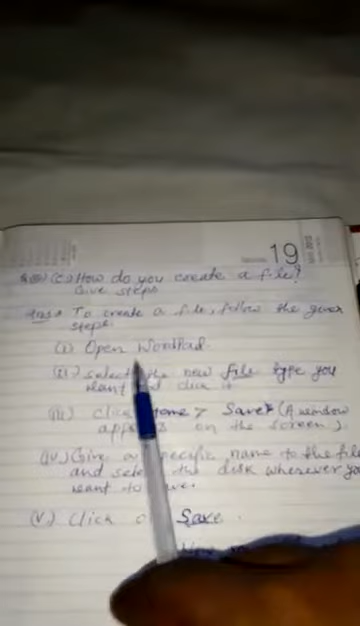 19
(c) How do you create a file?
Give steps
Ans To create a file, follow the given
steps.
(i) Open WordPad.
(ii) select the new file type you
want and click it
(iii) Click Home > Save (A window
on the screen).
(iv) Give a specific name to the file
and select the disk wherever you
want to save.
(v) Click on Save.